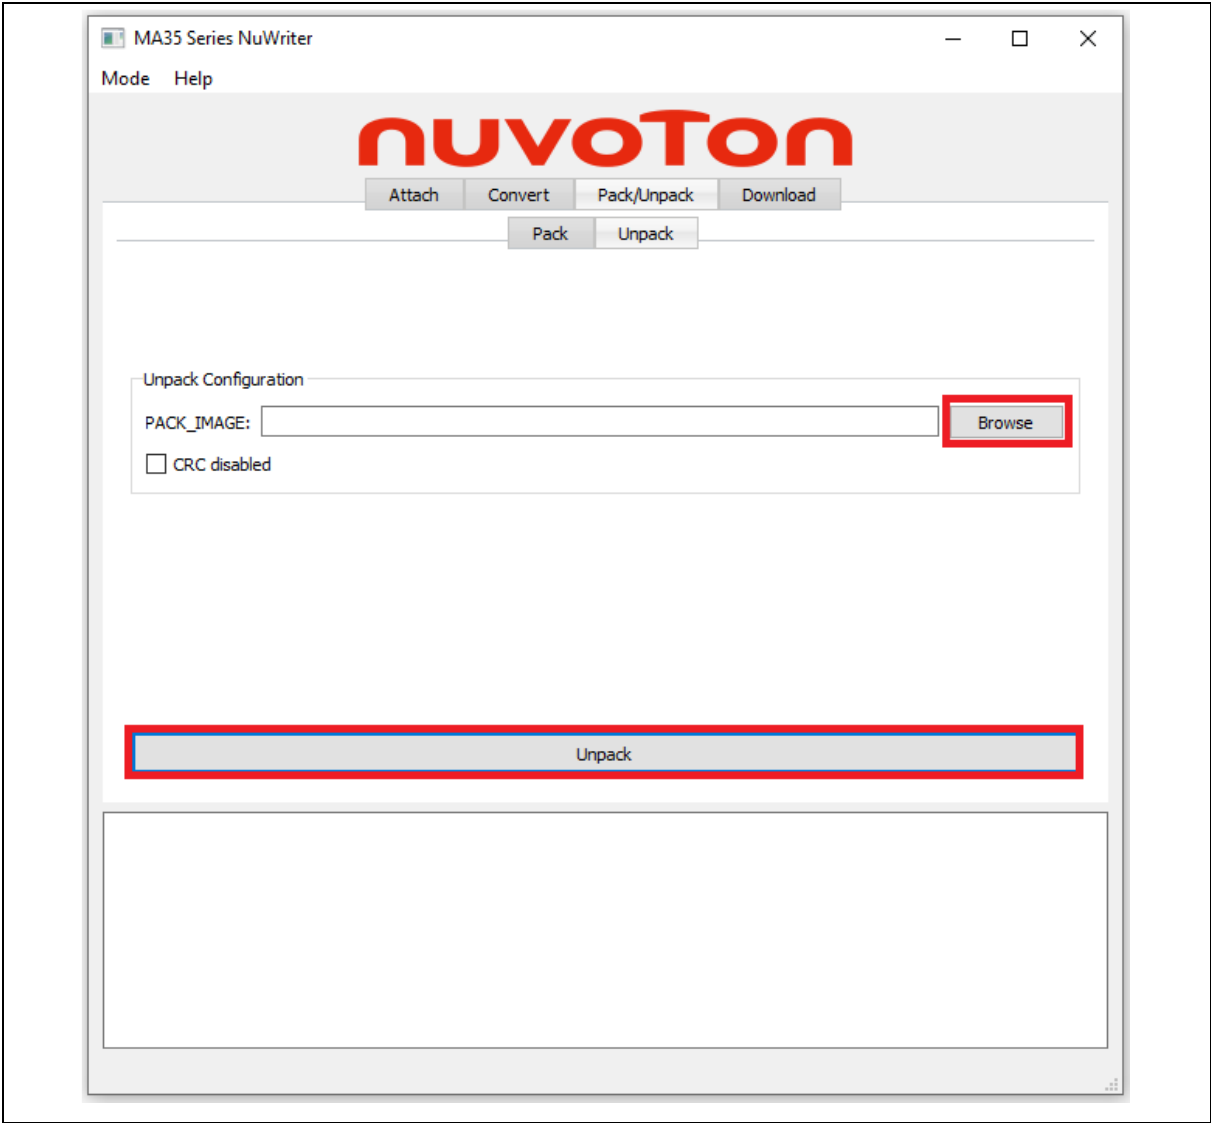 MA35 Series NuWriter
Mode Help
nuvoTon
Attach Convert Pack/Unpack Download
Pack Unpack
Unpack Configuration
PACK_IMAGE: Browse
CRC disabled
Unpack